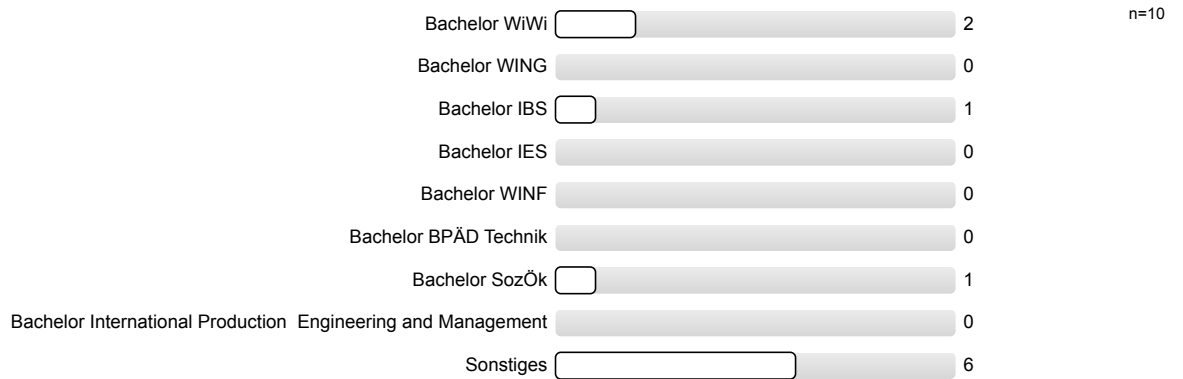 n=10
Bachelor WiWi 2
Bachelor WING 0
Bachelor IBS 1
Bachelor IES 0
Bachelor WINF 0
Bachelor BPÄD Technik 0
Bachelor SozÖk 1
Bachelor International Production  Engineering and Management 0
Sonstiges 6